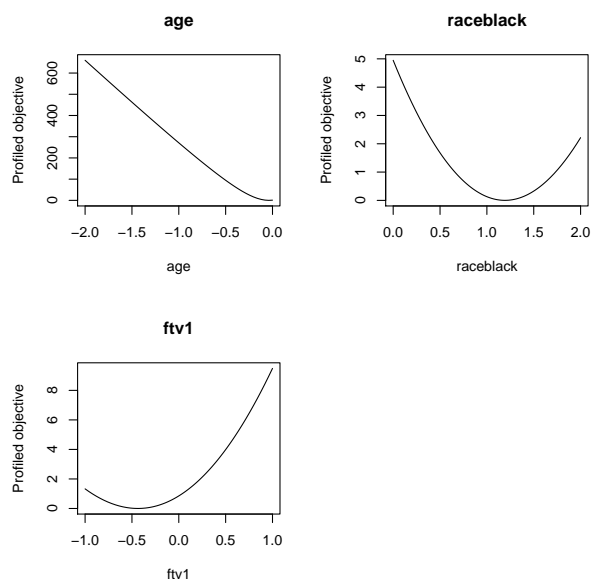 age
Profiled objective
600
400
200
0
−2.0 −1.5 −1.0 −0.5 0.0
age
raceblack
Profiled objective
5
4
3
2
1
0
0.0 0.5 1.0 1.5 2.0
raceblack
ftv1
Profiled objective
8
6
4
2
0
−1.0 −0.5 0.0 0.5 1.0
ftv1